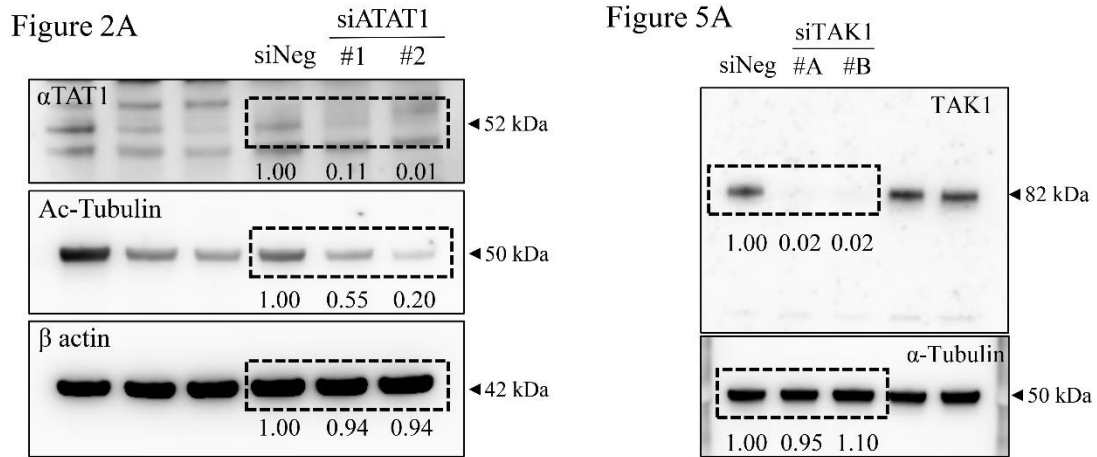 Figure 2A
siATAT1
siNeg #1 #2
αTAT1
52 kDa
1.00 0.11 0.01
Ac-Tubulin
50 kDa
1.00 0.55 0.20
β actin
42 kDa
1.00 0.94 0.94
Figure 5A
siTAK1
siNeg #A #B
TAK1
82 kDa
1.00 0.02 0.02
α-Tubulin
50 kDa
1.00 0.95 1.10